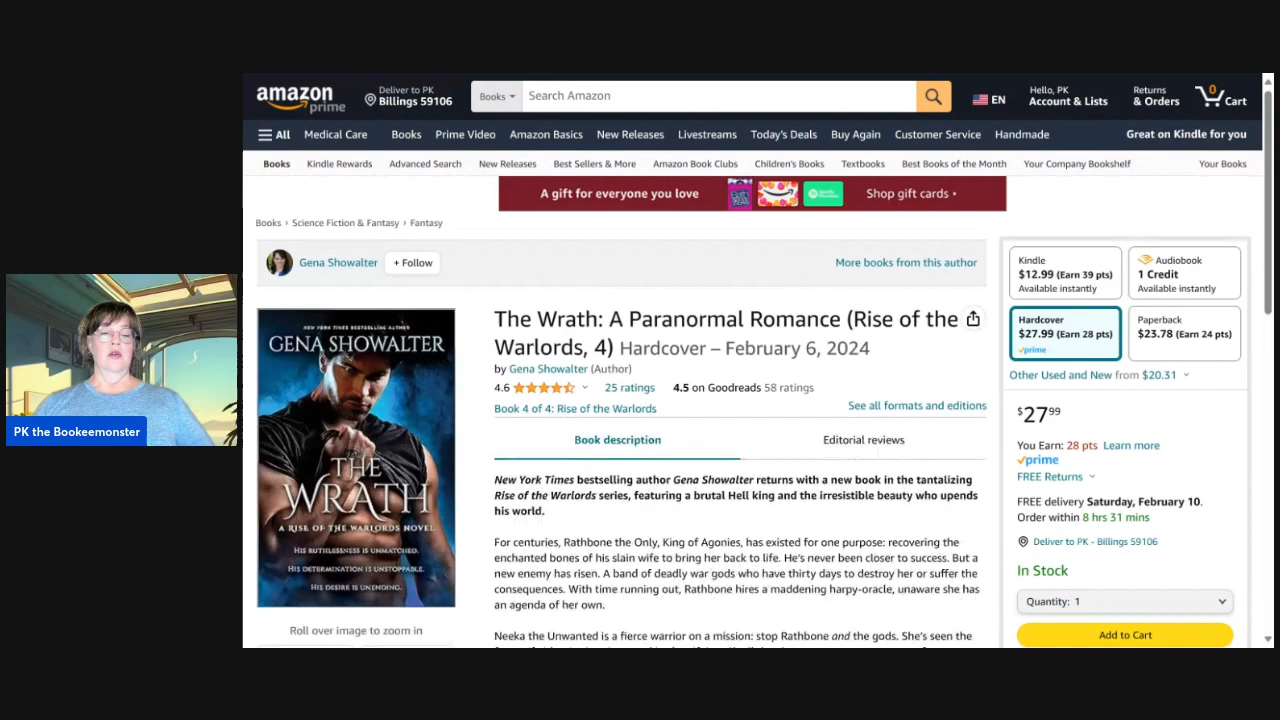 amazon
prime
Deliver to PK
Billings 59106
Books
Search Amazon
EN
Hello, PK
Account & Lists
Returns
& Orders
0
Cart
All
Medical Care
Books
Prime Video
Amazon Basics
New Releases
Livestreams
Today's Deals
Buy Again
Customer Service
Handmade
Great on Kindle for you
Books
Kindle Rewards
Advanced Search
New Releases
Best Sellers & More
Amazon Book Clubs
Children's Books
Textbooks
Best Books of the Month
Your Company Bookshelf
Your Books
A gift for everyone you love
Shop gift cards
Books › Science Fiction & Fantasy › Fantasy
Gena Showalter
+ Follow
More books from this author
NEW YORK TIMES BESTSELLING AUTHOR
GENA SHOWALTER
THE
WRATH
A RISE OF THE WARLORDS NOVEL
HIS RUTHLESSNESS IS UNMATCHED.
HIS DETERMINATION IS UNSTOPPABLE.
HIS DESIRE IS UNENDING.
Roll over image to zoom in
The Wrath: A Paranormal Romance (Rise of the
Warlords, 4) Hardcover – February 6, 2024
by Gena Showalter (Author)
4.6
25 ratings
4.5 on Goodreads 58 ratings
Book 4 of 4: Rise of the Warlords
See all formats and editions
Book description
Editorial reviews
New York Times bestselling author Gena Showalter returns with a new book in the tantalizing
Rise of the Warlords series, featuring a brutal Hell king and the irresistible beauty who upends
his world.
For centuries, Rathbone the Only, King of Agonies, has existed for one purpose: recovering the
enchanted bones of his slain wife to bring her back to life. He's never been closer to success. But a
new enemy has risen. A band of deadly war gods who have thirty days to destroy her or suffer the
consequences. With time running out, Rathbone hires a maddening harpy-oracle, unaware she has
an agenda of her own.
Neeka the Unwanted is a fierce warrior on a mission: stop Rathbone and the gods. She's seen the
Kindle
$12.99 (Earn 39 pts)
Available instantly
Audiobook
1 Credit
Available instantly
Hardcover
$27.99 (Earn 28 pts)
prime
Paperback
$23.78 (Earn 24 pts)
Other Used and New from $20.31
$27 99
You Earn: 28 pts Learn more
prime
FREE Returns
FREE delivery Saturday, February 10.
Order within 8 hrs 31 mins
Deliver to PK - Billings 59106
In Stock
Quantity: 1
Add to Cart
PK the Bookeemonster